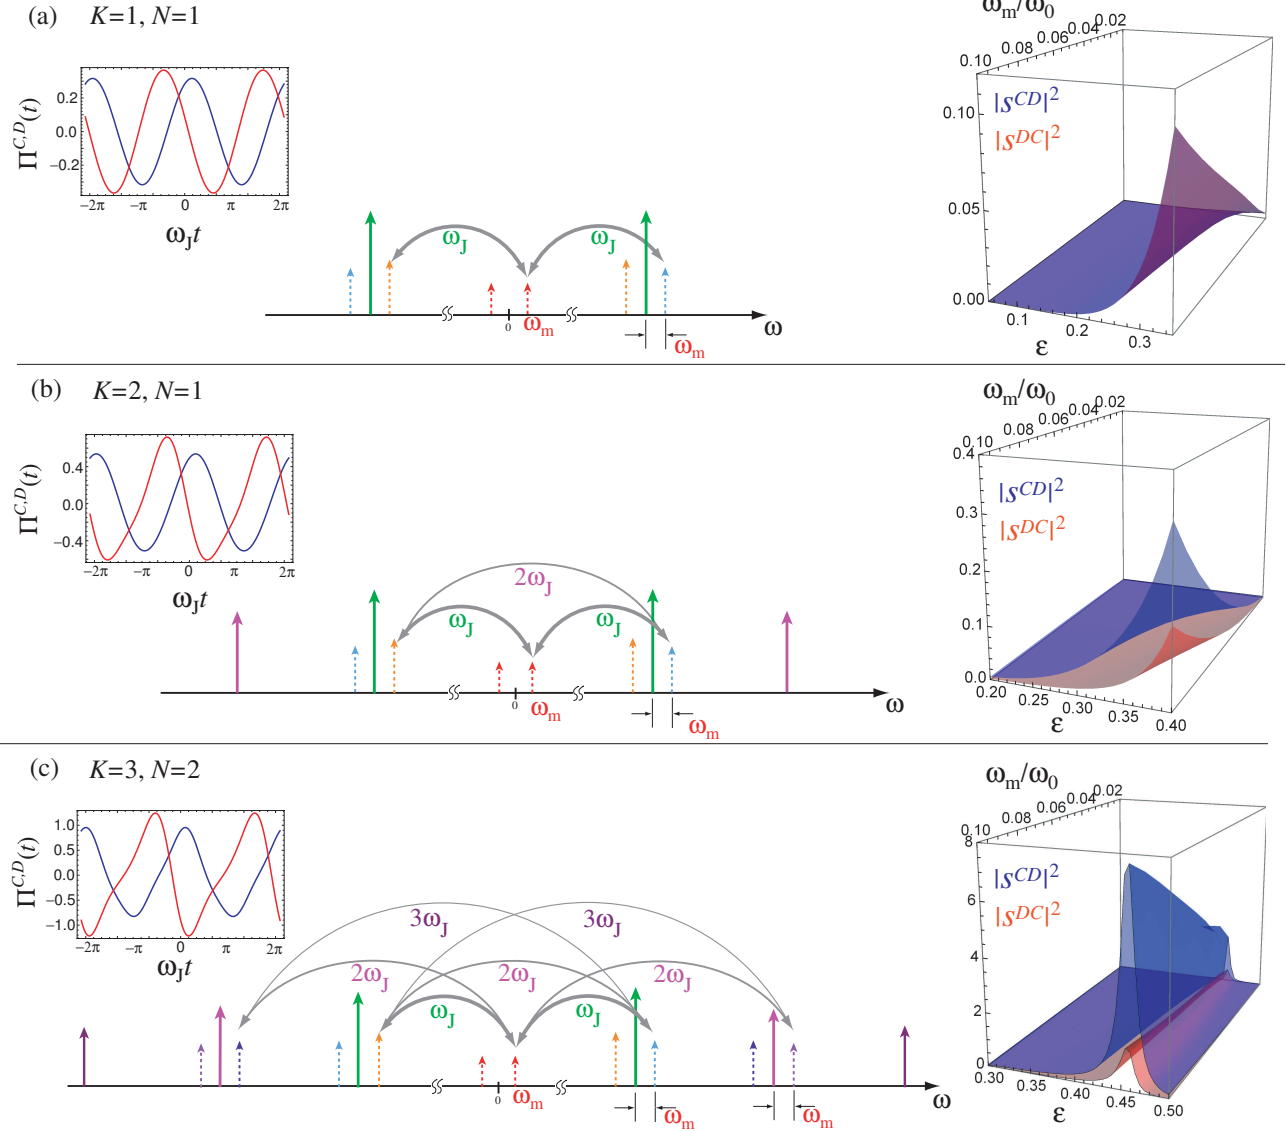 (a) K=1, N=1
Π^{C,D}(t)
0.2
0.0
−0.2
−2π −π 0 π 2π
ω_J t
ω_J ω_J
0 ω_m ω
ω_m
ω_m/ω_0
0.10 0.08 0.06 0.04 0.02
|s^{CD}|^2
|s^{DC}|^2
0.10
0.05
0.00
0.1 0.2 0.3
ε
(b) K=2, N=1
Π^{C,D}(t)
0.4
0.0
−0.4
−2π −π 0 π 2π
ω_J t
2ω_J
ω_J ω_J
0 ω_m ω
ω_m
ω_m/ω_0
0.10 0.08 0.06 0.04 0.02
|s^{CD}|^2
|s^{DC}|^2
0.4
0.3
0.2
0.1
0.0
0.20 0.25 0.30 0.35 0.40
ε
(c) K=3, N=2
Π^{C,D}(t)
1.0
0.5
0.0
−0.5
−1.0
−2π −π 0 π 2π
ω_J t
3ω_J 3ω_J
2ω_J 2ω_J 2ω_J
ω_J ω_J
0 ω_m ω
ω_m ω_m
ω_m/ω_0
0.10 0.08 0.06 0.04 0.02
|s^{CD}|^2
|s^{DC}|^2
8
6
4
2
0
0.30 0.35 0.40 0.45 0.50
ε